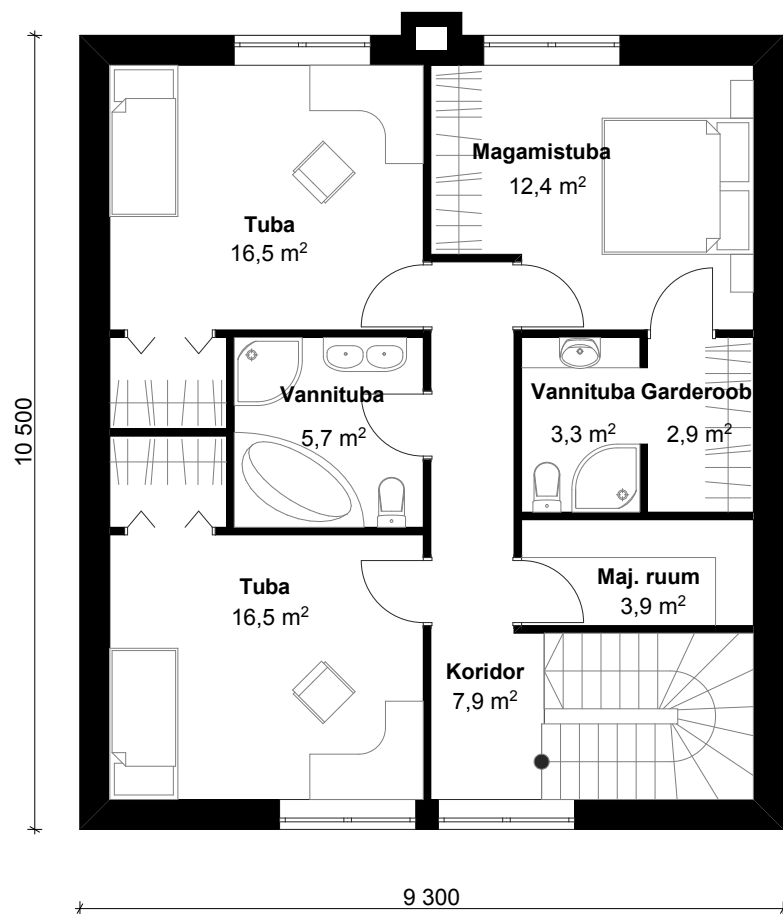 Magamistuba
12,4 m²
Tuba
16,5 m²
Vannituba
5,7 m²
Vannituba Garderoob
3,3 m² 2,9 m²
Tuba
16,5 m²
Maj. ruum
3,9 m²
Koridor
7,9 m²
10 500
9 300